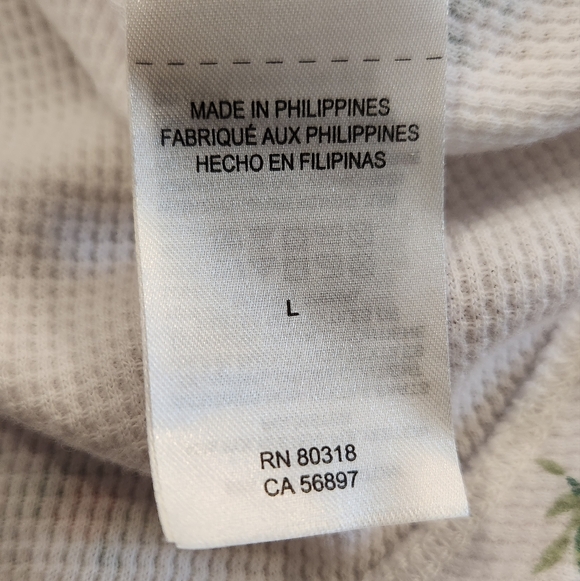 MADE IN PHILIPPINES
FABRIQUÉ AUX PHILIPPINES
HECHO EN FILIPINAS
L
RN 80318
CA 56897